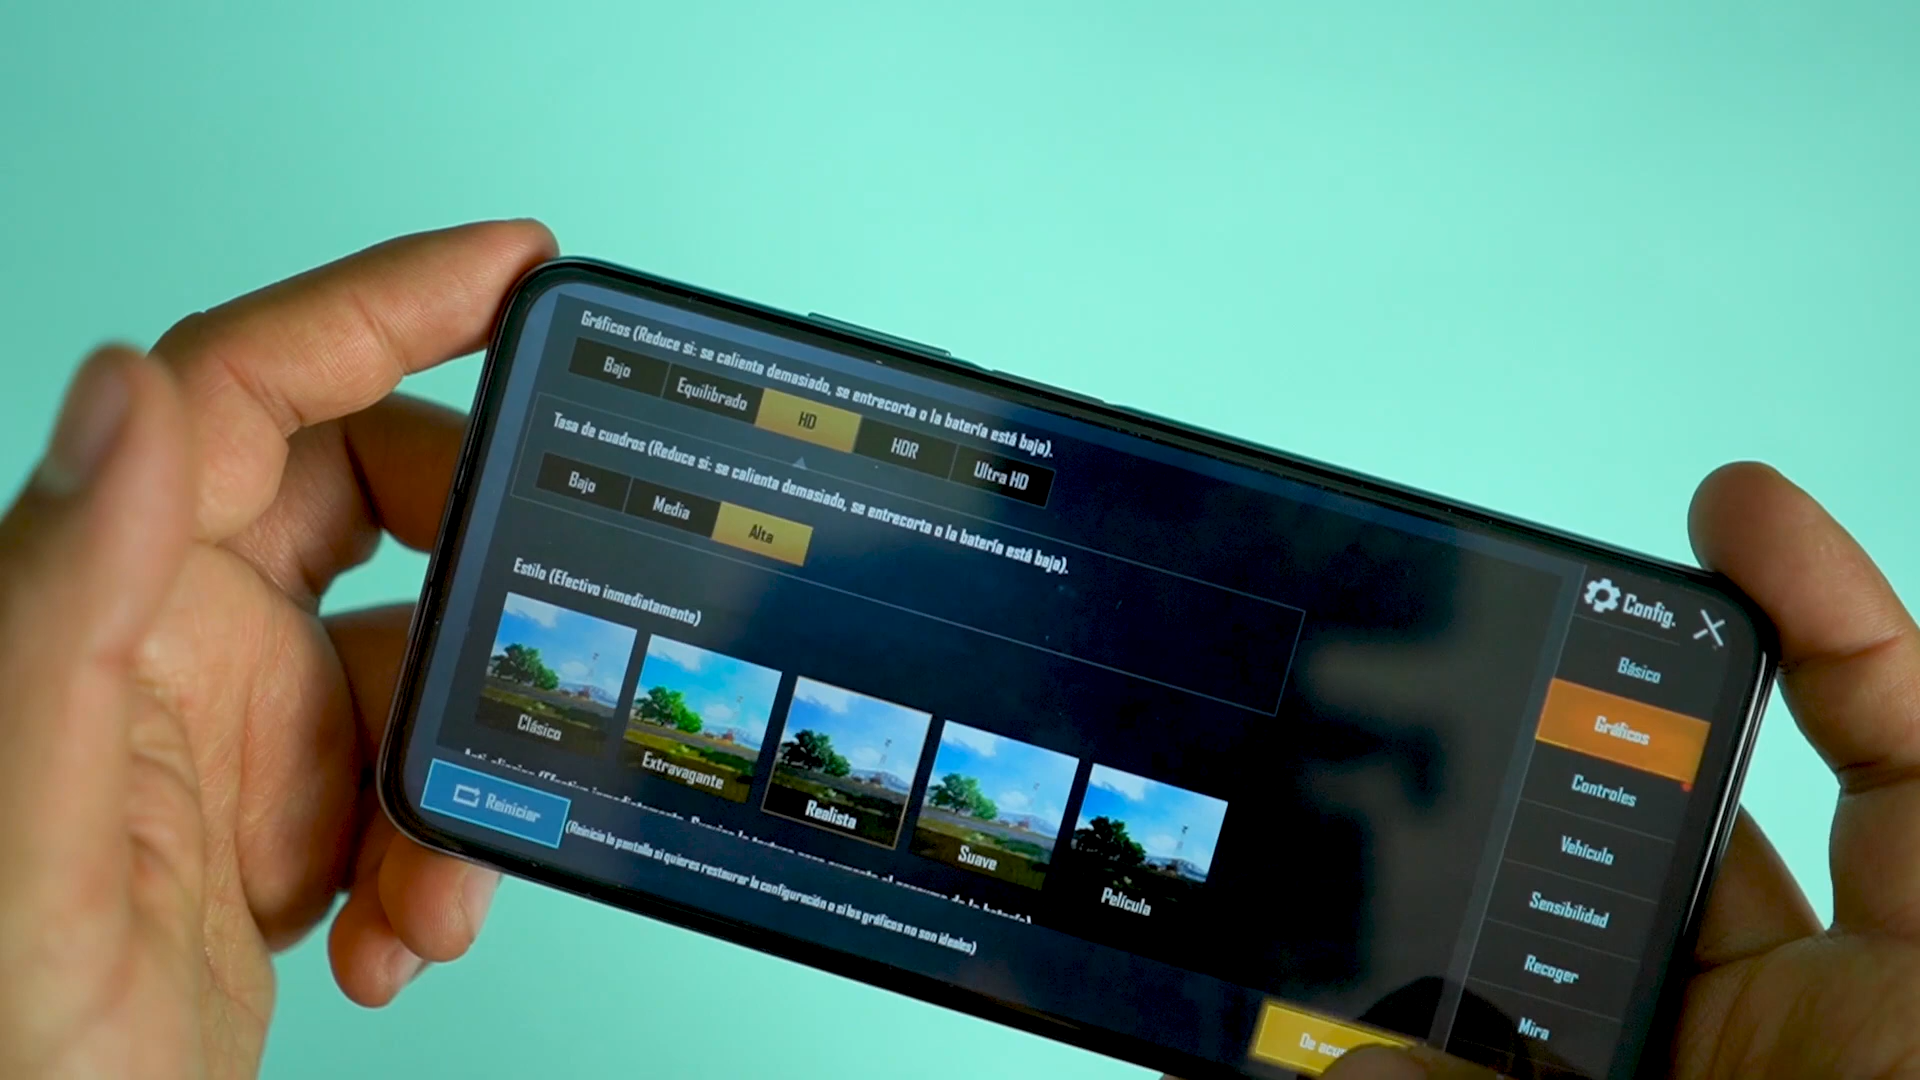 Gráficos (Reduce si: se calienta demasiado, se entrecorta o la batería está baja).
Bajo Equilibrado HD HDR Ultra HD
Tasa de cuadros (Reduce si: se calienta demasiado, se entrecorta o la batería está baja).
Bajo Media Alta
Estilo (Efectivo inmediatamente)
Clásico Extravagante Realista Suave Película
Reiniciar (Reinicia la pantalla si quieres restaurar la configuración o si los gráficos no son ideales)
De
Config.
Básico
Gráficos
Controles
Vehículo
Sensibilidad
Recoger
Mira